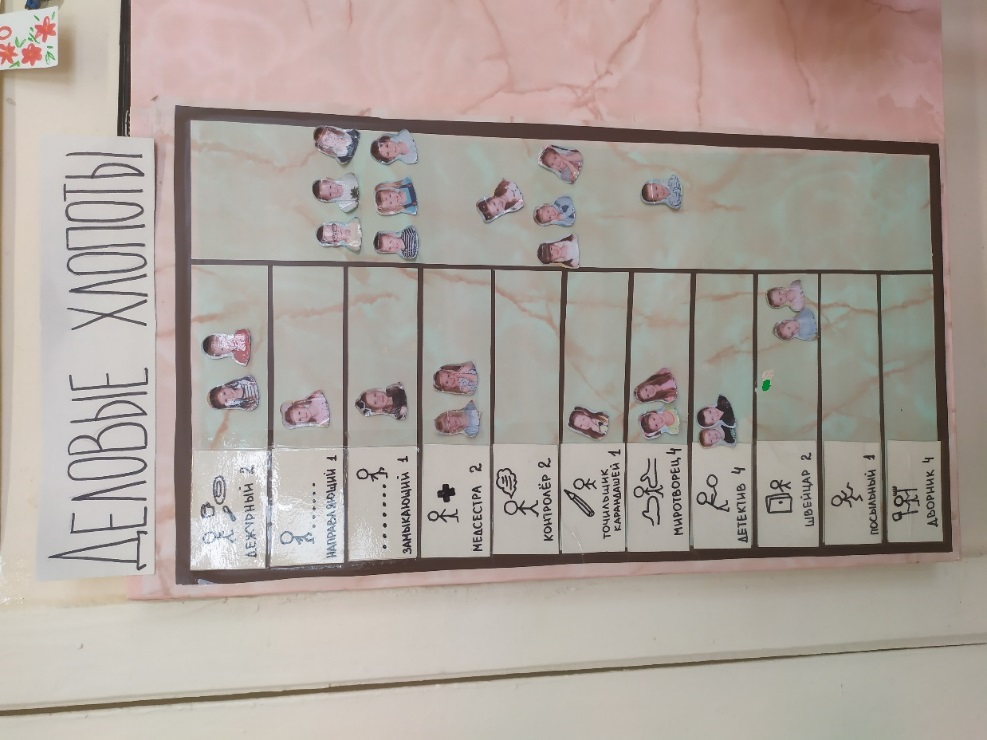 ДЕЛОВЫЕ ХЛОПОТЫ
ДЕЖУРНЫЙ 2
НАПРАВЛЯЮЩИЙ 1
ЗАМЫКАЮЩИЙ 1
МЕДСЕСТРА 2
КОНТРОЛЁР 2
ТОЧИЛЬЩИК
КАРАНДАШЕЙ 1
МИРОТВОРЕЦ 4
ДЕТЕКТИВ 4
ШВЕЙЦАР 2
ПОСЫЛЬНЫЙ 1
ДВОРНИК 4